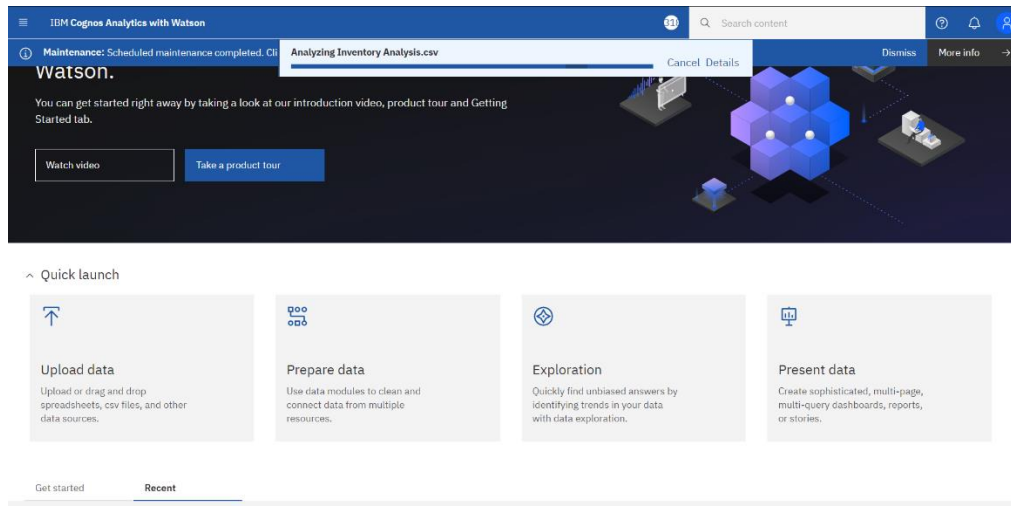 IBM Cognos Analytics with Watson
Search content
Maintenance: Scheduled maintenance completed. Cli
Analyzing Inventory Analysis.csv
Cancel Details
Dismiss
More info
Watson.
You can get started right away by taking a look at our introduction video, product tour and Getting
Started tab.
Watch video
Take a product tour
Quick launch
Upload data
Upload or drag and drop
spreadsheets, csv files, and other
data sources.
Prepare data
Use data modules to clean and
connect data from multiple
resources.
Exploration
Quickly find unbiased answers by
identifying trends in your data
with data exploration.
Present data
Create sophisticated, multi-page,
multi-query dashboards, reports,
or stories.
Get started
Recent